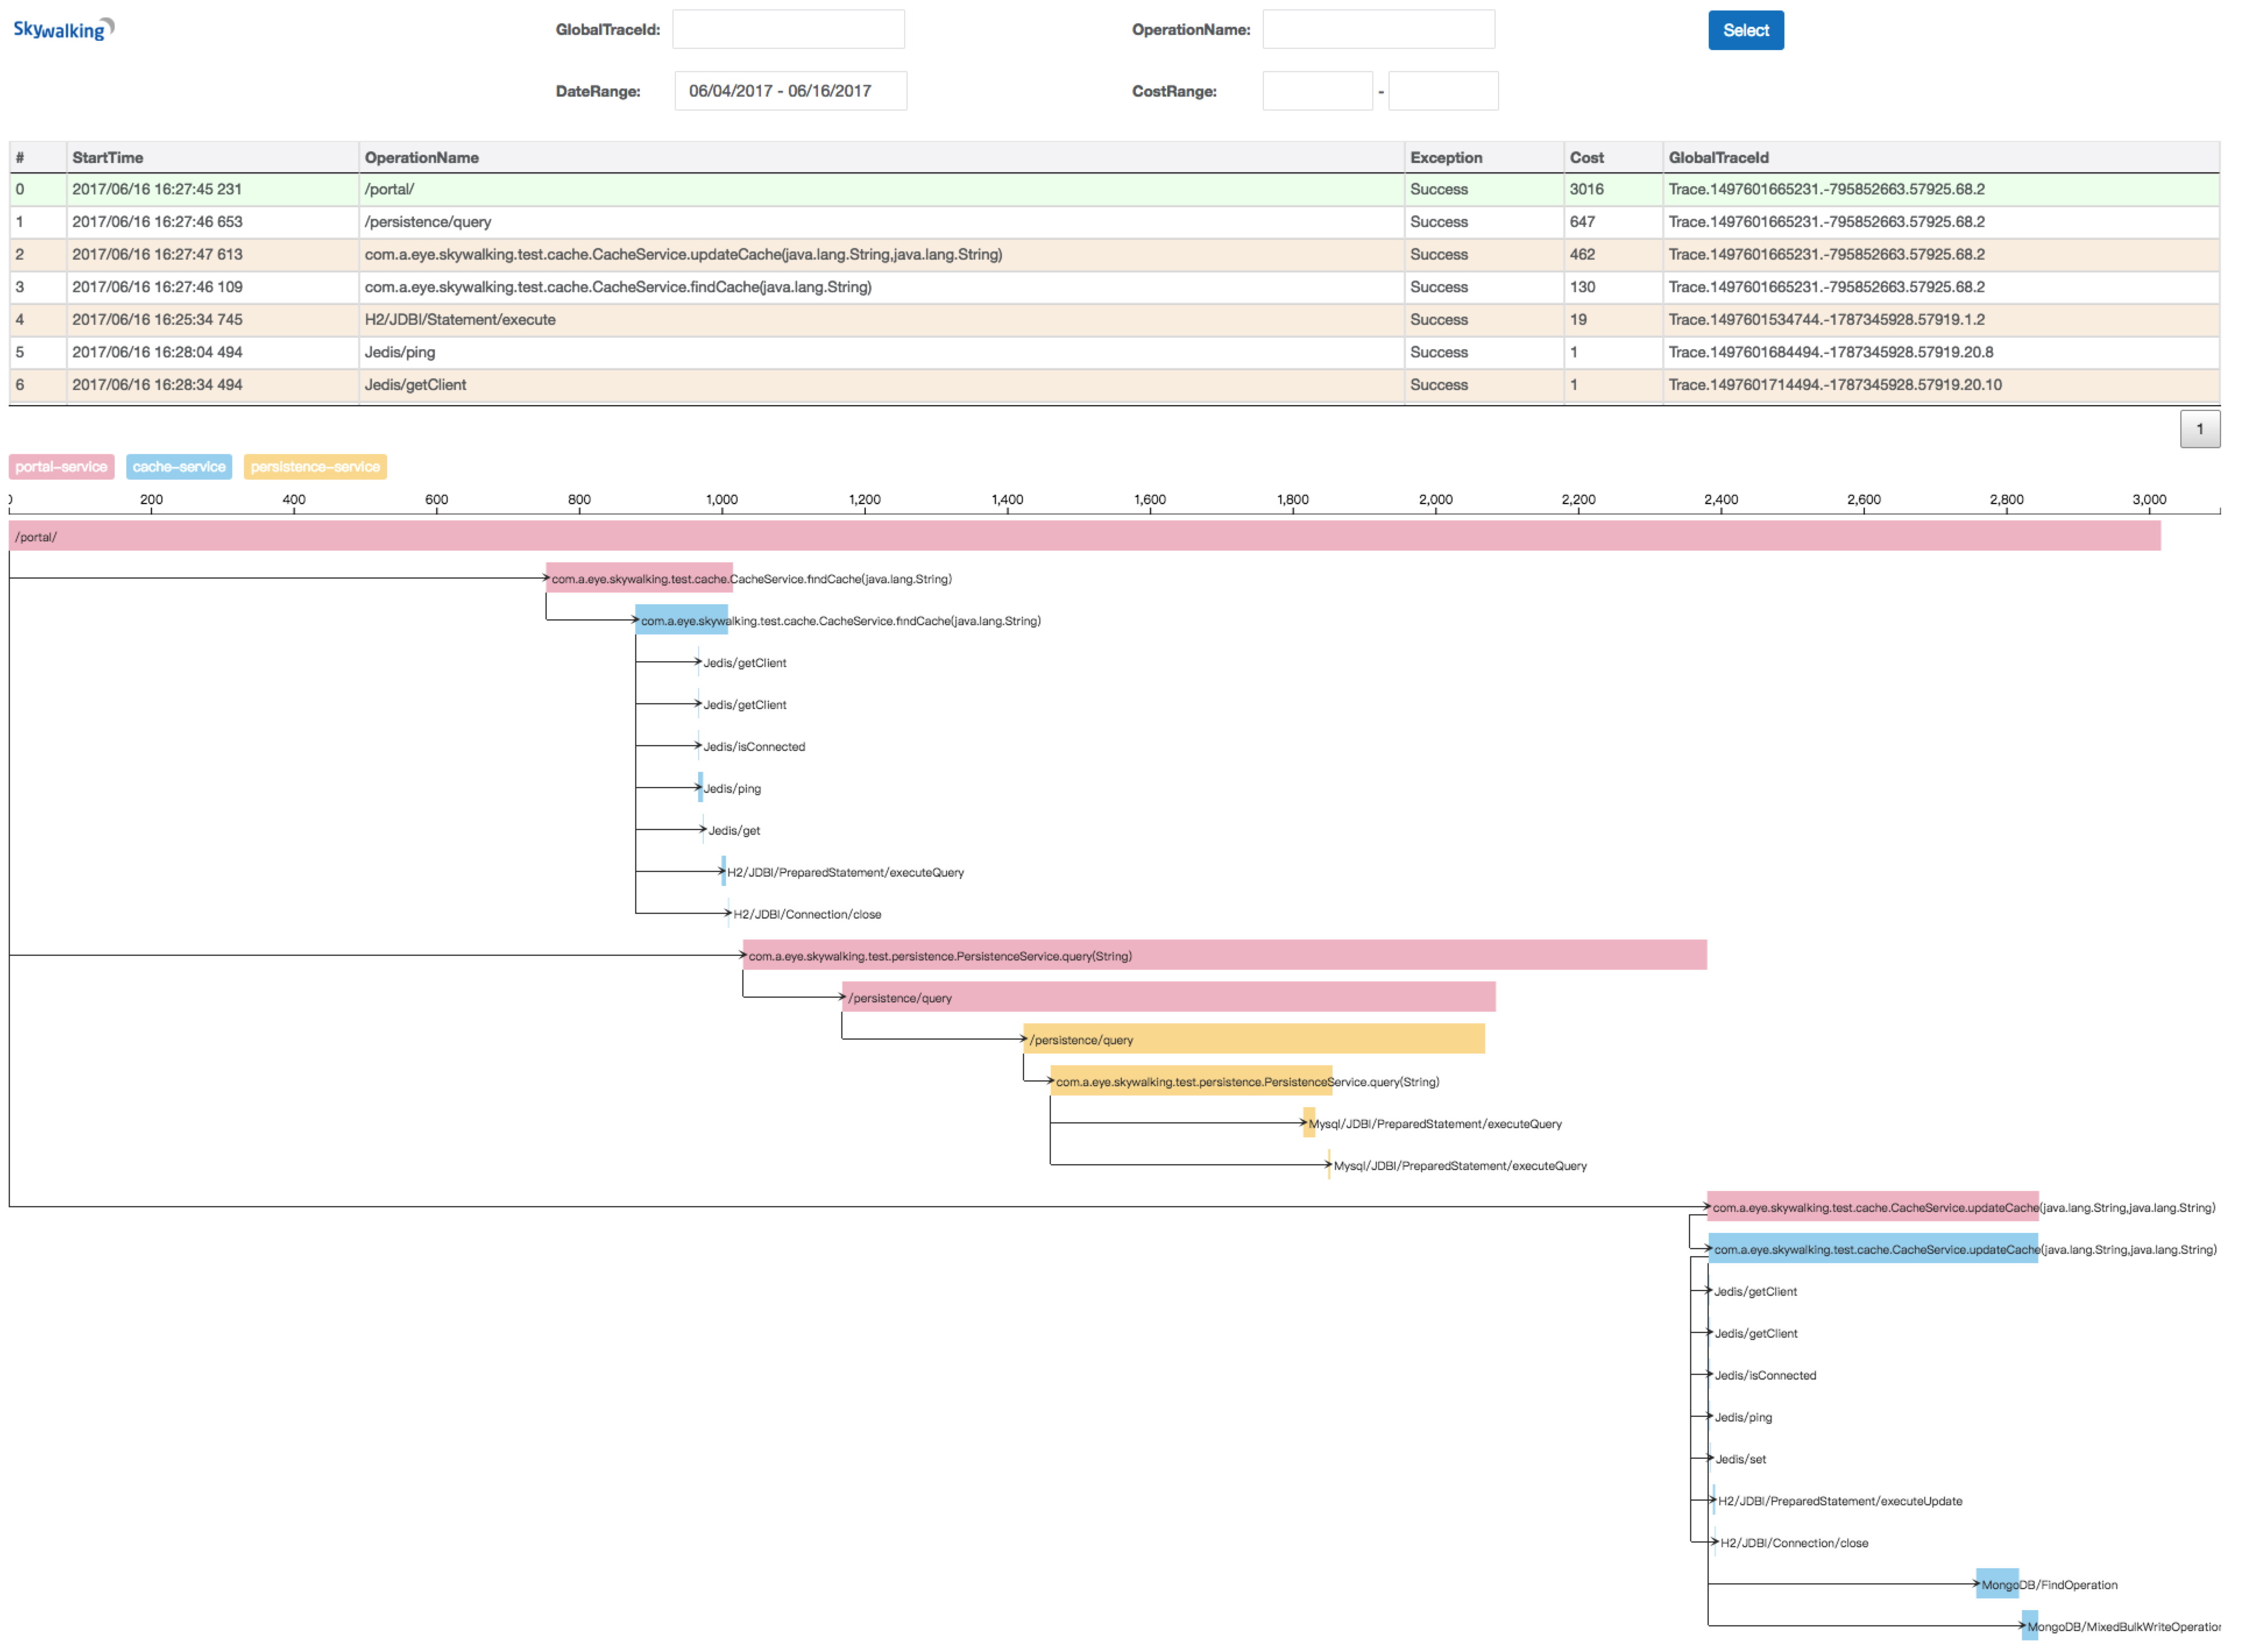 Skywalking
GlobalTraceId:
OperationName:
Select
DateRange: 06/04/2017 - 06/16/2017
CostRange: -
# StartTime OperationName Exception Cost GlobalTraceId
0 2017/06/16 16:27:45 231 /portal/ Success 3016 Trace.1497601665231.-795852663.57925.68.2
1 2017/06/16 16:27:46 653 /persistence/query Success 647 Trace.1497601665231.-795852663.57925.68.2
2 2017/06/16 16:27:47 613 com.a.eye.skywalking.test.cache.CacheService.updateCache(java.lang.String,java.lang.String) Success 462 Trace.1497601665231.-795852663.57925.68.2
3 2017/06/16 16:27:46 109 com.a.eye.skywalking.test.cache.CacheService.findCache(java.lang.String) Success 130 Trace.1497601665231.-795852663.57925.68.2
4 2017/06/16 16:25:34 745 H2/JDBI/Statement/execute Success 19 Trace.1497601534744.-1787345928.57919.1.2
5 2017/06/16 16:28:04 494 Jedis/ping Success 1 Trace.1497601684494.-1787345928.57919.20.8
6 2017/06/16 16:28:34 494 Jedis/getClient Success 1 Trace.1497601714494.-1787345928.57919.20.10
1
portal-service cache-service persistence-service
0 200 400 600 800 1,000 1,200 1,400 1,600 1,800 2,000 2,200 2,400 2,600 2,800 3,000
/portal/
com.a.eye.skywalking.test.cache.CacheService.findCache(java.lang.String)
com.a.eye.skywalking.test.cache.CacheService.findCache(java.lang.String)
Jedis/getClient
Jedis/getClient
Jedis/isConnected
Jedis/ping
Jedis/get
H2/JDBI/PreparedStatement/executeQuery
H2/JDBI/Connection/close
com.a.eye.skywalking.test.persistence.PersistenceService.query(String)
/persistence/query
/persistence/query
com.a.eye.skywalking.test.persistence.PersistenceService.query(String)
Mysql/JDBI/PreparedStatement/executeQuery
Mysql/JDBI/PreparedStatement/executeQuery
com.a.eye.skywalking.test.cache.CacheService.updateCache(java.lang.String,java.lang.String)
com.a.eye.skywalking.test.cache.CacheService.updateCache(java.lang.String,java.lang.String)
Jedis/getClient
Jedis/getClient
Jedis/isConnected
Jedis/ping
Jedis/set
H2/JDBI/PreparedStatement/executeUpdate
H2/JDBI/Connection/close
MongoDB/FindOperation
MongoDB/MixedBulkWriteOperation